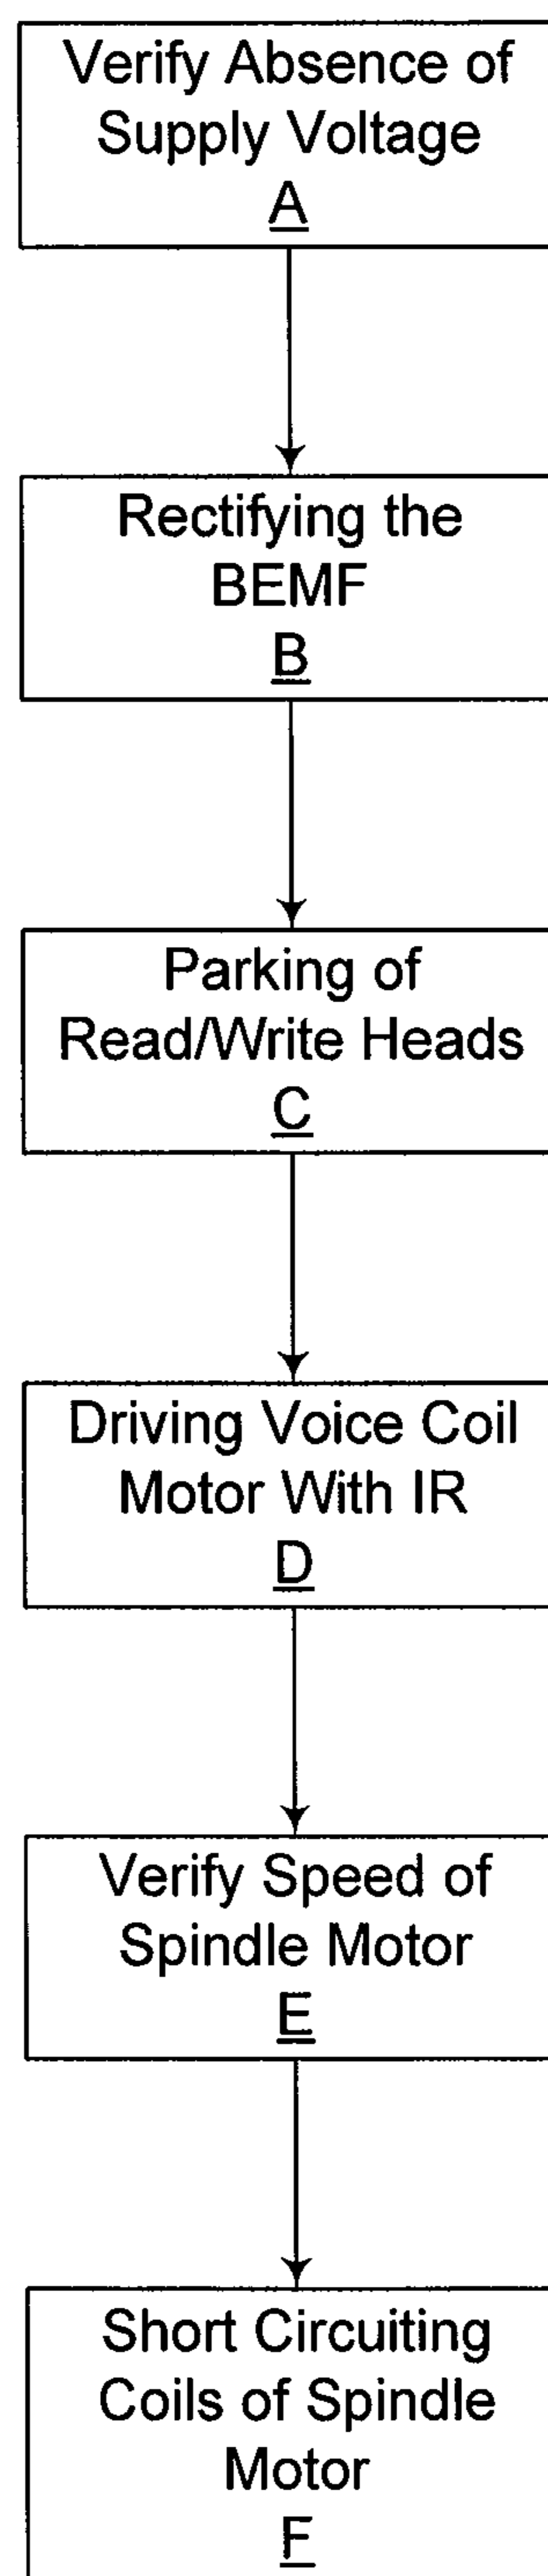 Verify Absence of
Supply Voltage
A
Rectifying the
BEMF
B
Parking of
Read/Write Heads
C
Driving Voice Coil
Motor With IR
D
Verify Speed of
Spindle Motor
E
Short Circuiting
Coils of Spindle
Motor
F